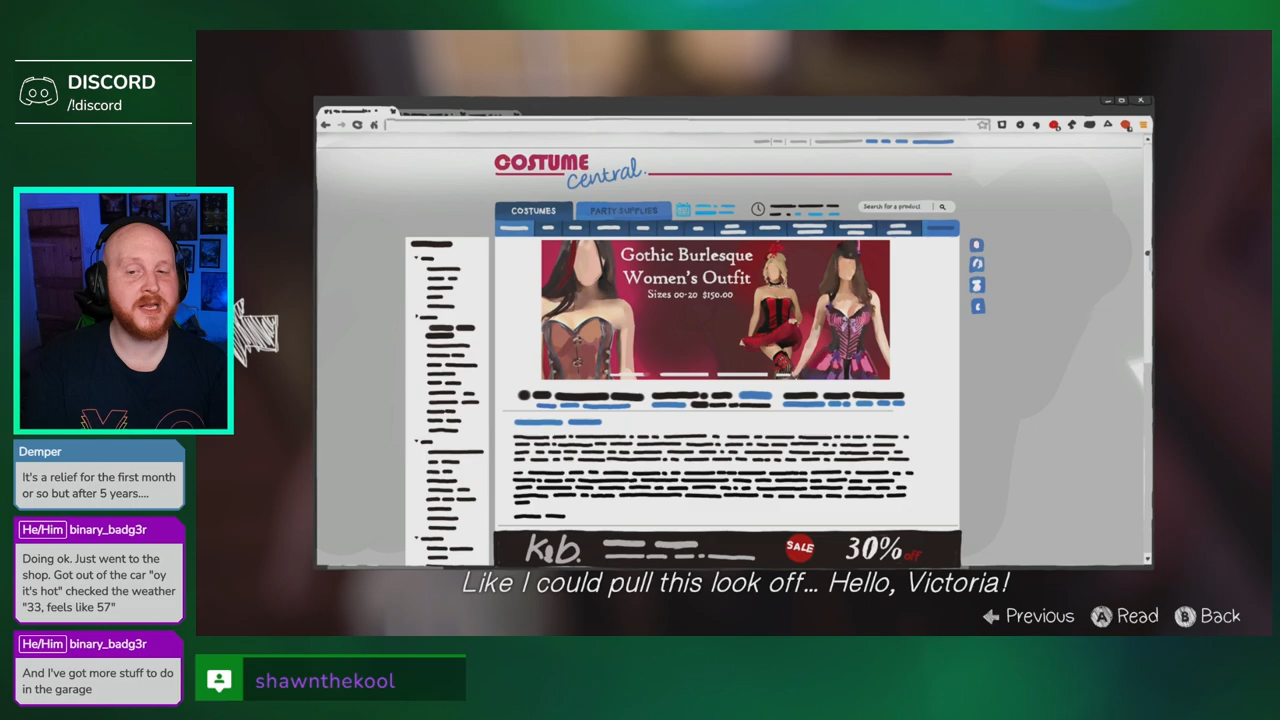 DISCORD
/!discord
COSTUME
central.
COSTUMES
PARTY SUPPLIES
Search for a product
Gothic Burlesque
Women's Outfit
Sizes 00-20 $150.00
SALE
30% off
Like I could pull this look off... Hello, Victoria!
Previous
A Read
B Back
Demper
It's a relief for the first month
or so but after 5 years....
He/Him binary_badg3r
Doing ok. Just went to the
shop. Got out of the car "oy
it's hot" checked the weather
"33, feels like 57"
He/Him binary_badg3r
And I've got more stuff to do
in the garage
shawnthekool